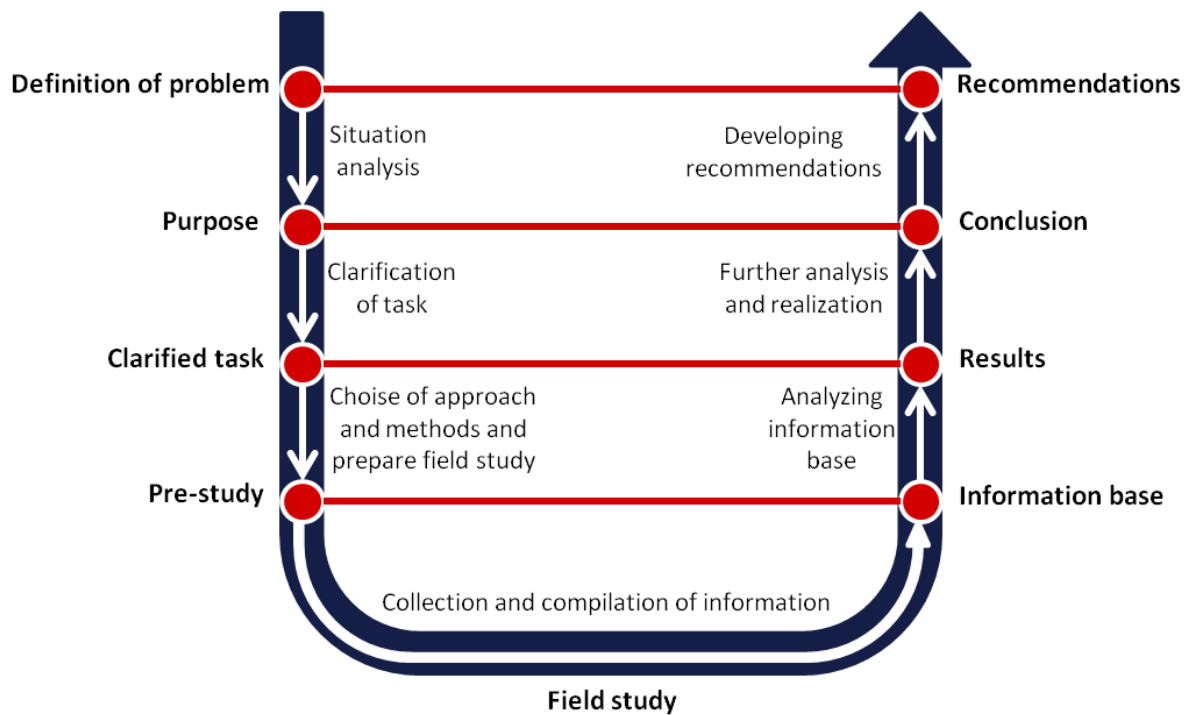 Definition of problem
Recommendations
Situation
analysis
Developing
recommendations
Purpose
Conclusion
Clarification
of task
Further analysis
and realization
Clarified task
Results
Choise of approach
and methods and
prepare field study
Analyzing
information
base
Pre-study
Information base
Collection and compilation of information
Field study